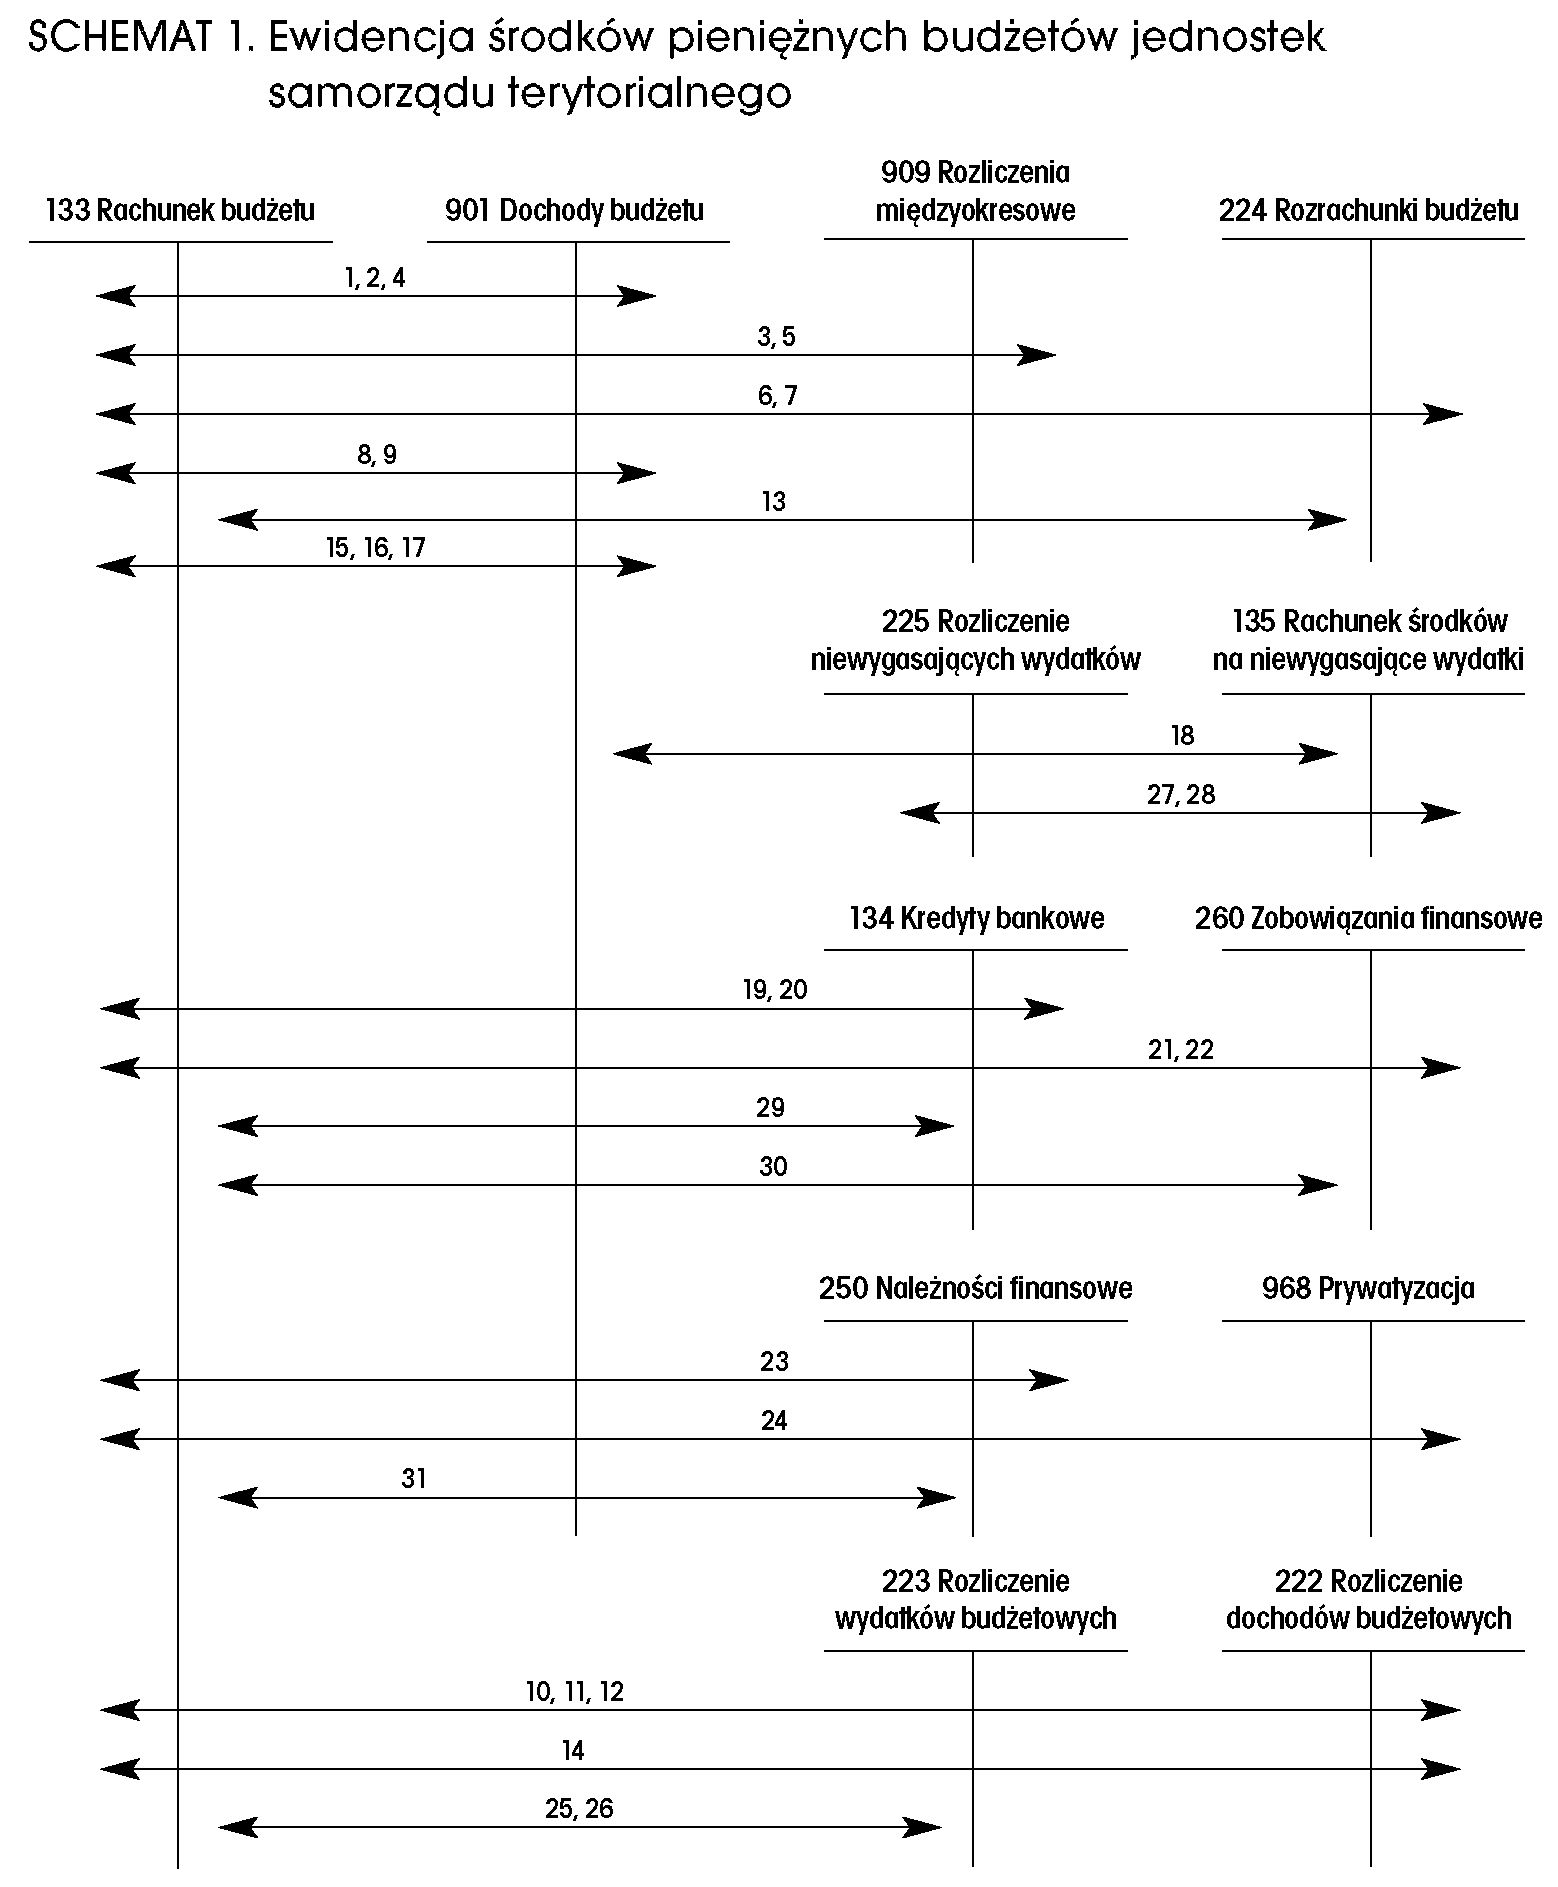 SCHEMAT 1. Ewidencja środków pieniężnych budżetów jednostek
samorządu terytorialnego
909 Rozliczenia
133 Rachunek budżetu 901 Dochody budżetu międzyokresowe 224 Rozrachunki budżetu
1, 2, 4
3, 5
6, 7
8, 9
13
15, 16, 17
225 Rozliczenie 135 Rachunek środków
niewygasających wydatków na niewygasające wydatki
18
27, 28
134 Kredyty bankowe 260 Zobowiązania finansowe
19, 20
21, 22
29
30
250 Należności finansowe 968 Prywatyzacja
23
24
31
223 Rozliczenie 222 Rozliczenie
wydatków budżetowych dochodów budżetowych
10, 11, 12
14
25, 26